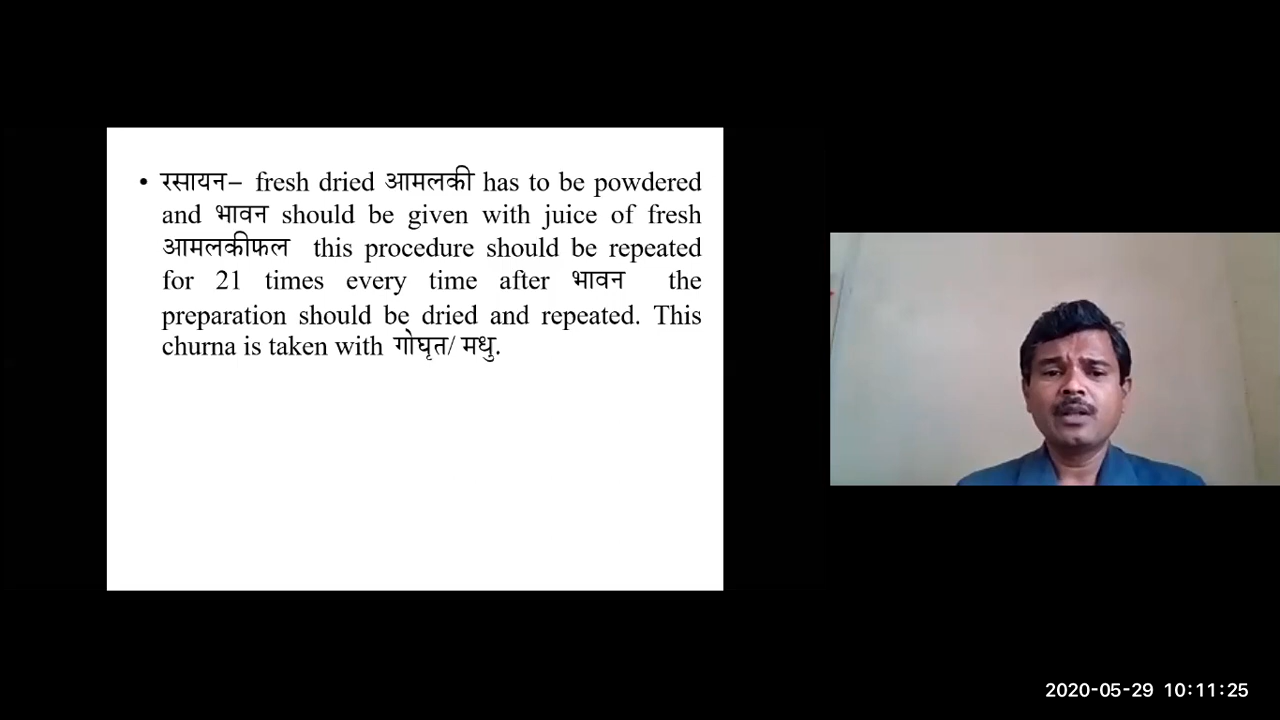 • रसायन– fresh dried आमलकी has to be powdered
and भावन should be given with juice of fresh
आमलकीफल this procedure should be repeated
for 21 times every time after भावन the
preparation should be dried and repeated. This
churna is taken with गोघृत/ मधु.
2020-05-29 10:11:25